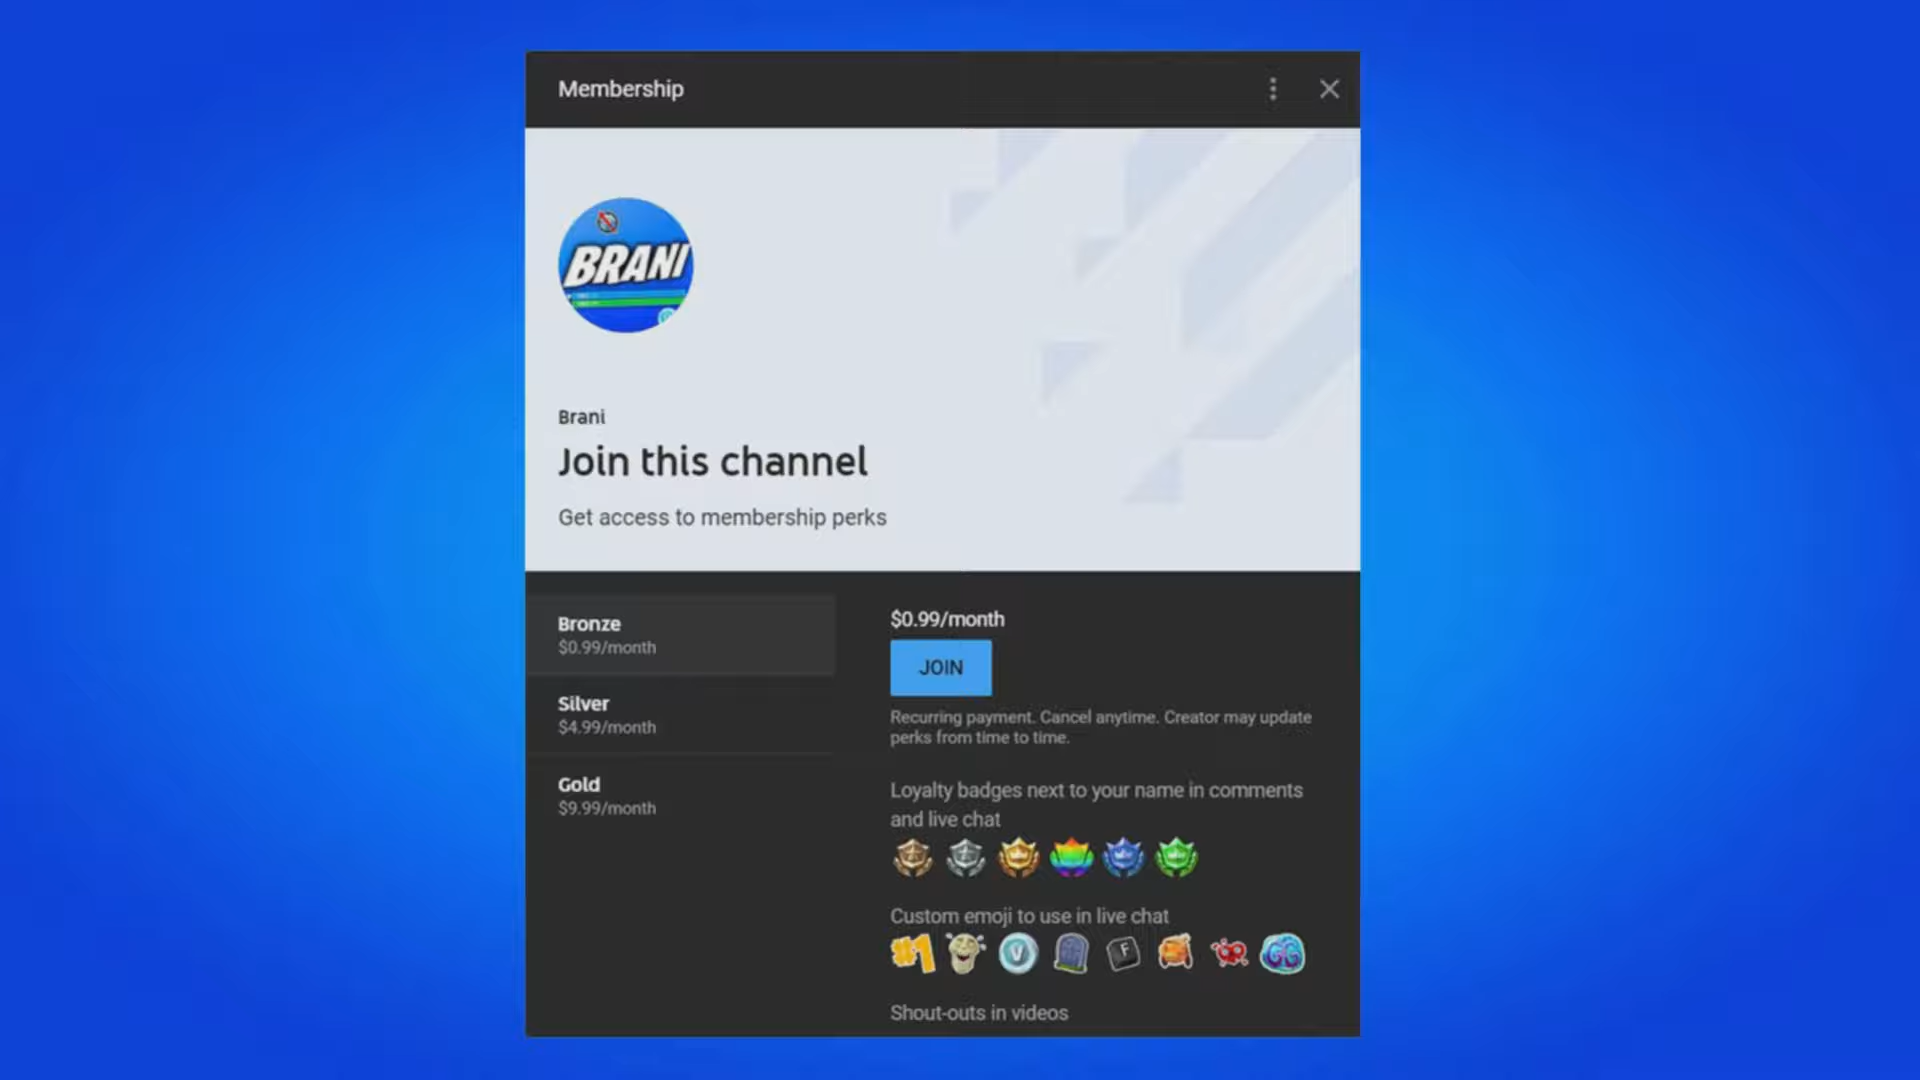 Membership
BRANI
Brani
Join this channel
Get access to membership perks
Bronze
$0.99/month
Silver
$4.99/month
Gold
$9.99/month
$0.99/month
JOIN
Recurring payment. Cancel anytime. Creator may update
perks from time to time.
Loyalty badges next to your name in comments
and live chat
Custom emoji to use in live chat
#1
V
F
GG
Shout-outs in videos